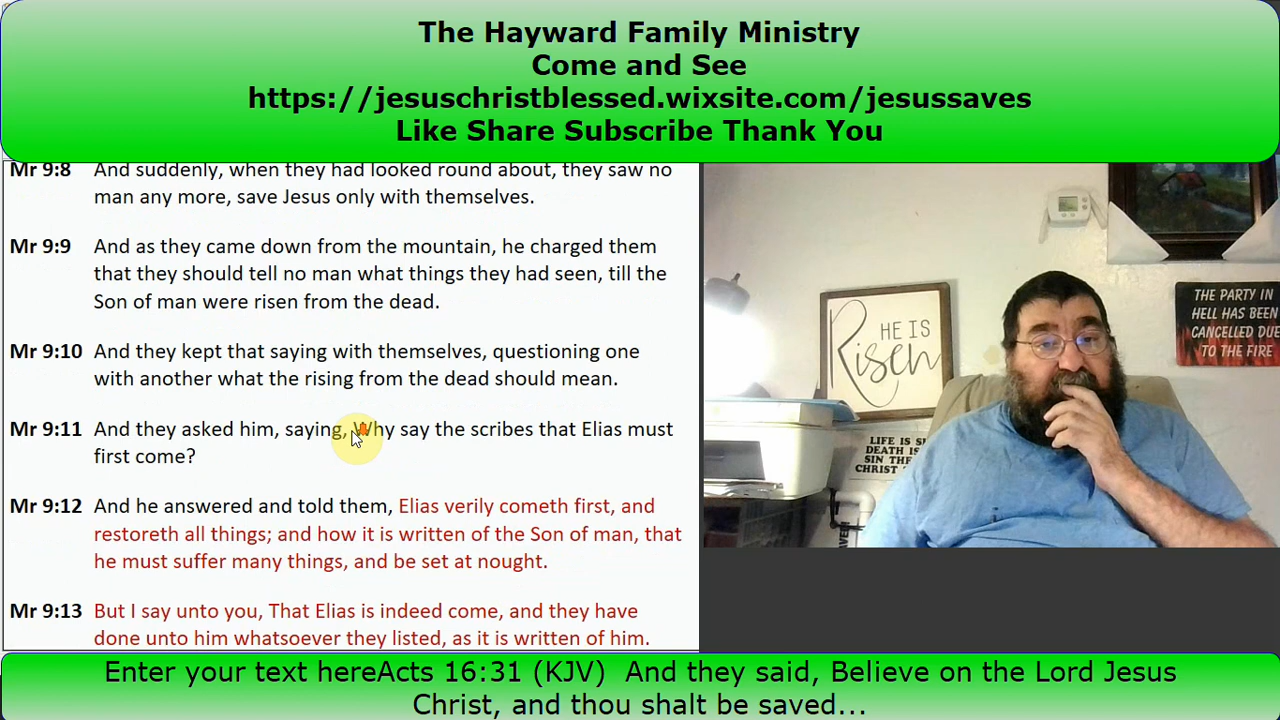 The Hayward Family Ministry
Come and See
https://jesuschristblessed.wixsite.com/jesussaves
Like Share Subscribe Thank You
Mr 9:8 And suddenly, when they had looked round about, they saw no
man any more, save Jesus only with themselves.
Mr 9:9 And as they came down from the mountain, he charged them
that they should tell no man what things they had seen, till the
Son of man were risen from the dead.
Mr 9:10 And they kept that saying with themselves, questioning one
with another what the rising from the dead should mean.
Mr 9:11 And they asked him, saying, Why say the scribes that Elias must
first come?
Mr 9:12 And he answered and told them, Elias verily cometh first, and
restoreth all things; and how it is written of the Son of man, that
he must suffer many things, and be set at nought.
Mr 9:13 But I say unto you, That Elias is indeed come, and they have
done unto him whatsoever they listed, as it is written of him.
HE IS
Risen
THE PARTY IN
HELL HAS BEEN
CANCELLED DUE
TO THE FIRE
LIFE IS
DEATH IS
SIN TH
CHRIST
Enter your text hereActs 16:31 (KJV) And they said, Believe on the Lord Jesus
Christ, and thou shalt be saved...